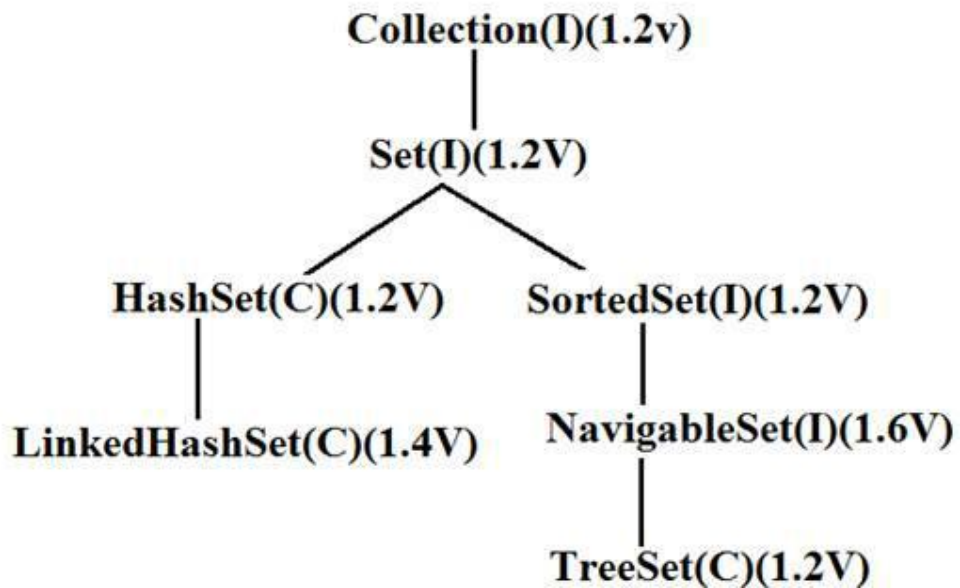 Collection(I)(1.2v)
Set(I)(1.2V)
HashSet(C)(1.2V)
SortedSet(I)(1.2V)
LinkedHashSet(C)(1.4V)
NavigableSet(I)(1.6V)
TreeSet(C)(1.2V)